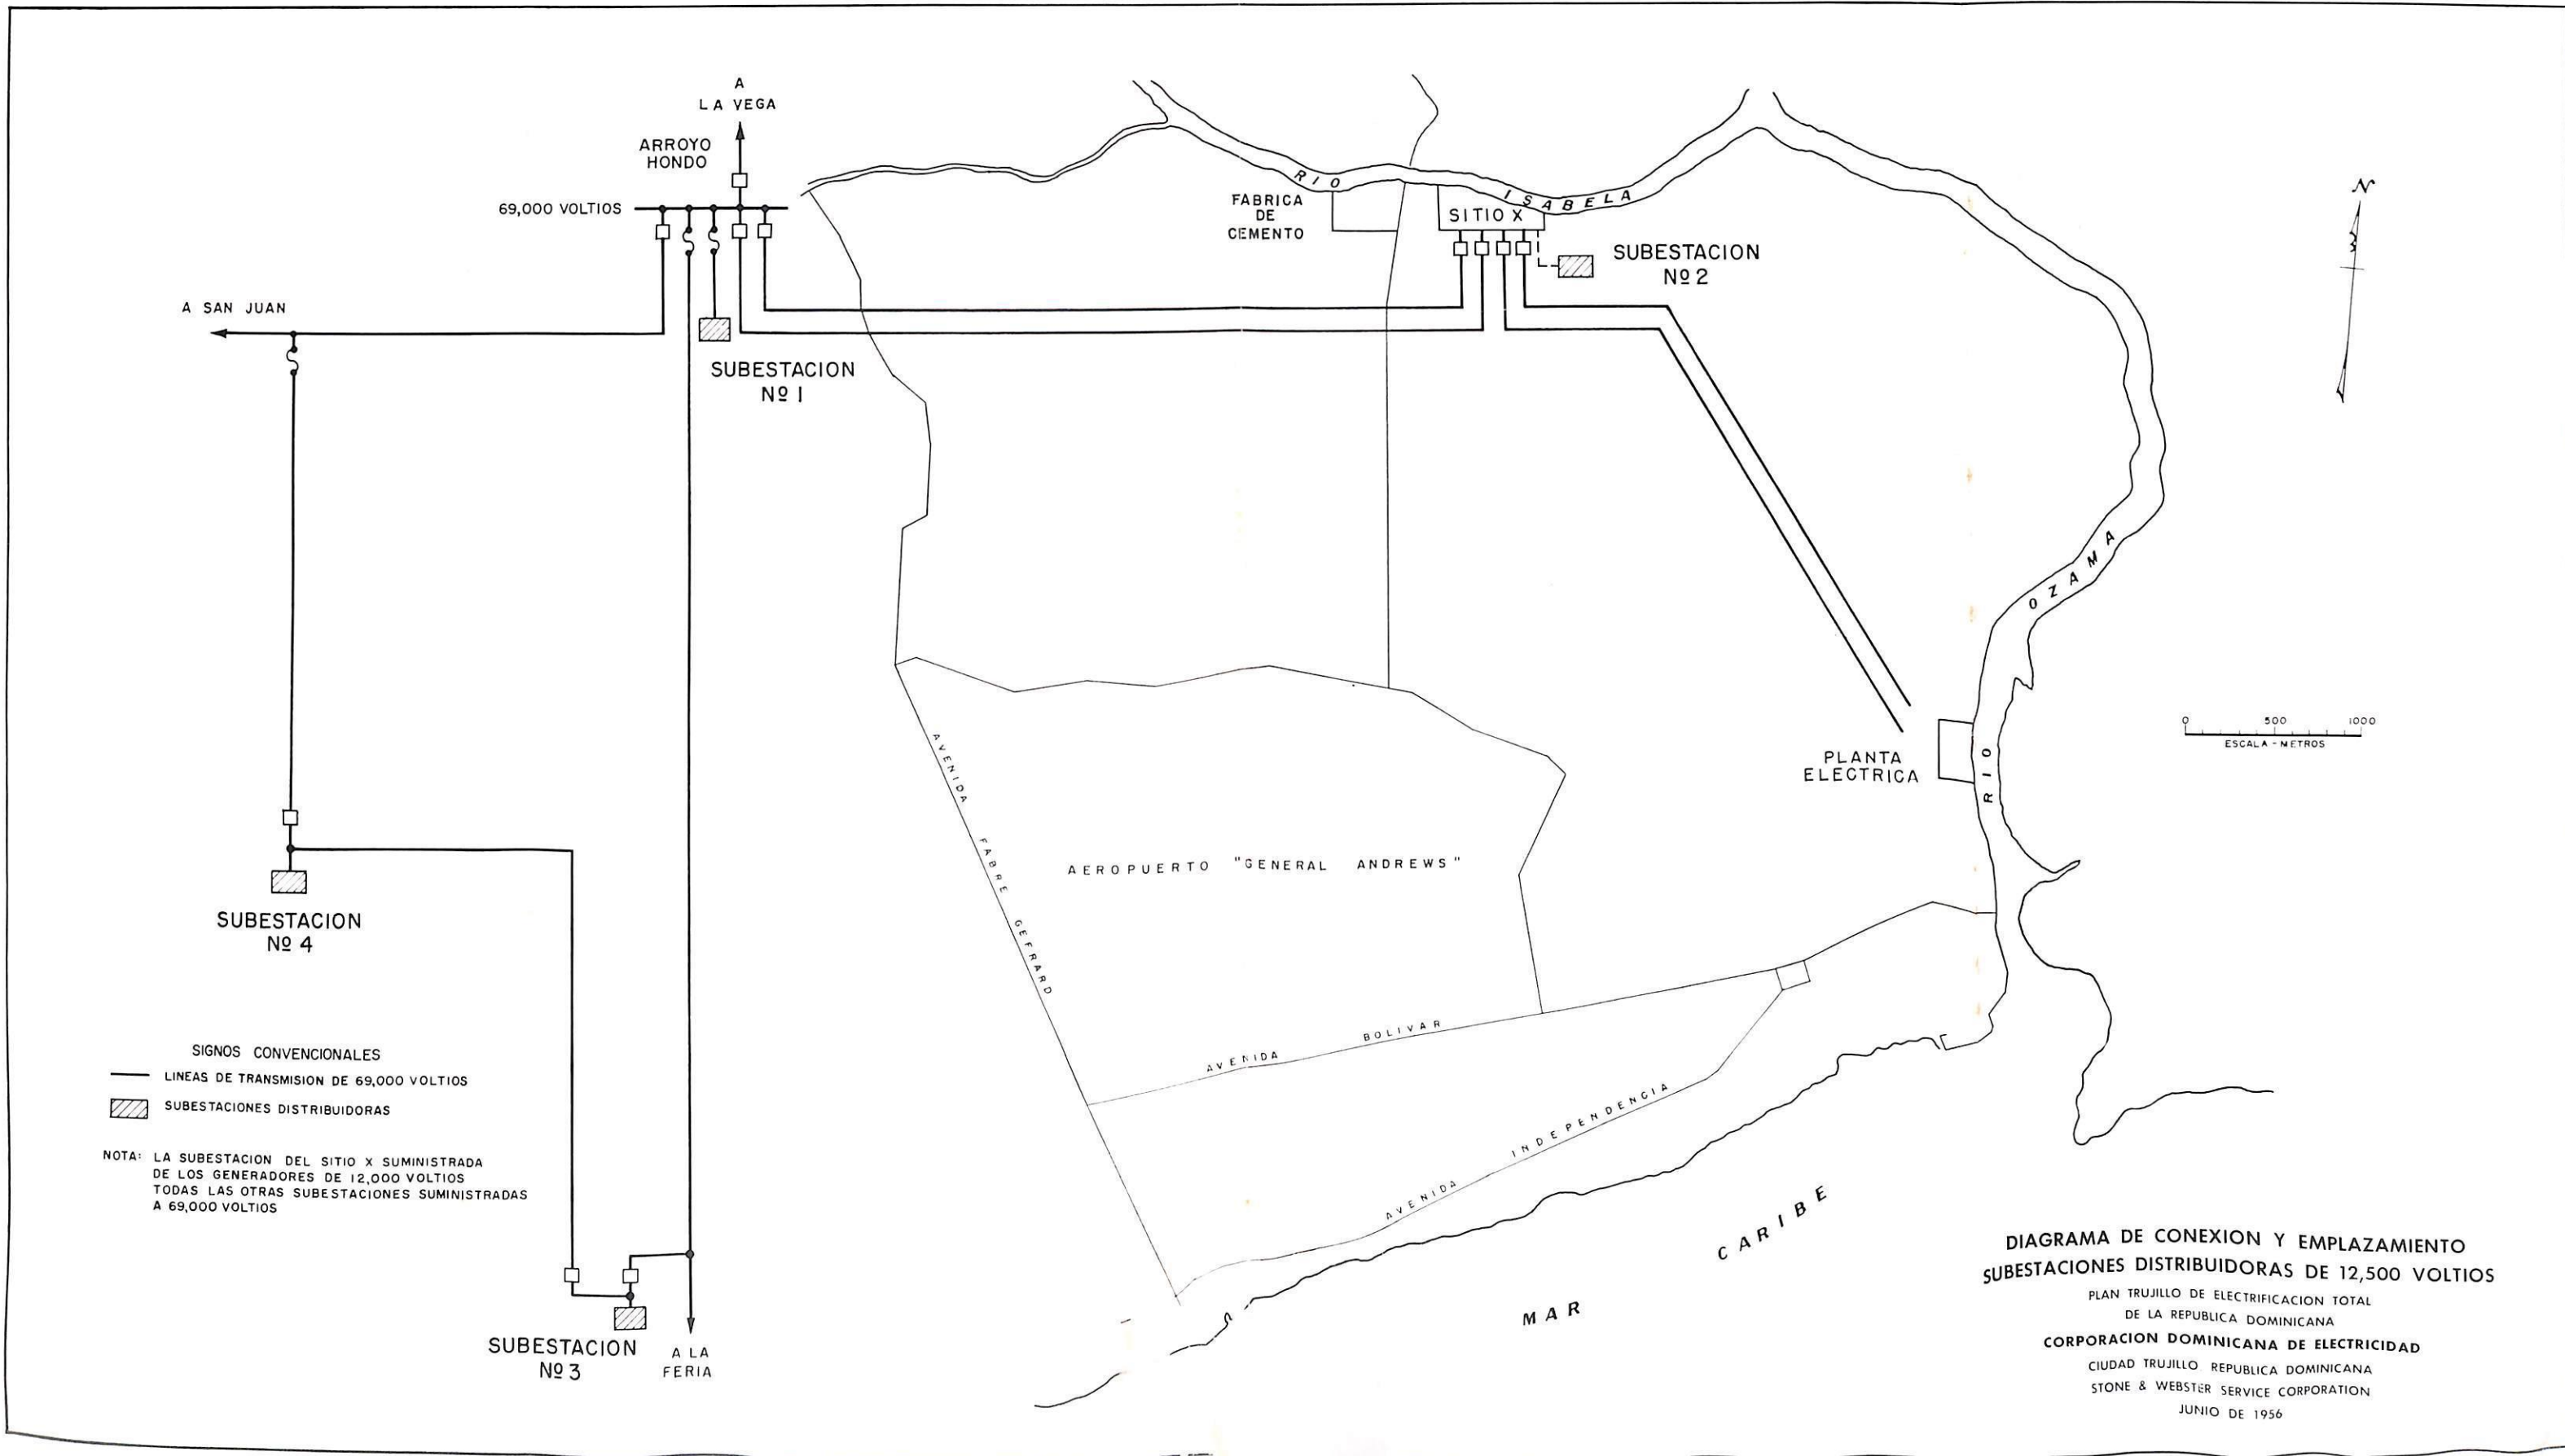 A
LA VEGA
ARROYO
HONDO
69,000 VOLTIOS
A SAN JUAN
SUBESTACION
Nº 1
RIO ISABELA
FABRICA
DE
CEMENTO
SITIO X
SUBESTACION
Nº 2
N
RIO OZAMA
0 500 1000
ESCALA - METROS
PLANTA
ELECTRICA
AVENIDA FABRE GEFRARD
AEROPUERTO "GENERAL ANDREWS"
SUBESTACION
Nº 4
AVENIDA BOLIVAR
AVENIDA INDEPENDENCIA
MAR CARIBE
SIGNOS CONVENCIONALES
LINEAS DE TRANSMISION DE 69,000 VOLTIOS
SUBESTACIONES DISTRIBUIDORAS
NOTA: LA SUBESTACION DEL SITIO X SUMINISTRADA
DE LOS GENERADORES DE 12,000 VOLTIOS
TODAS LAS OTRAS SUBESTACIONES SUMINISTRADAS
A 69,000 VOLTIOS
SUBESTACION
Nº 3
A LA
FERIA
DIAGRAMA DE CONEXION Y EMPLAZAMIENTO
SUBESTACIONES DISTRIBUIDORAS DE 12,500 VOLTIOS
PLAN TRUJILLO DE ELECTRIFICACION TOTAL
DE LA REPUBLICA DOMINICANA
CORPORACION DOMINICANA DE ELECTRICIDAD
CIUDAD TRUJILLO REPUBLICA DOMINICANA
STONE & WEBSTER SERVICE CORPORATION
JUNIO DE 1956